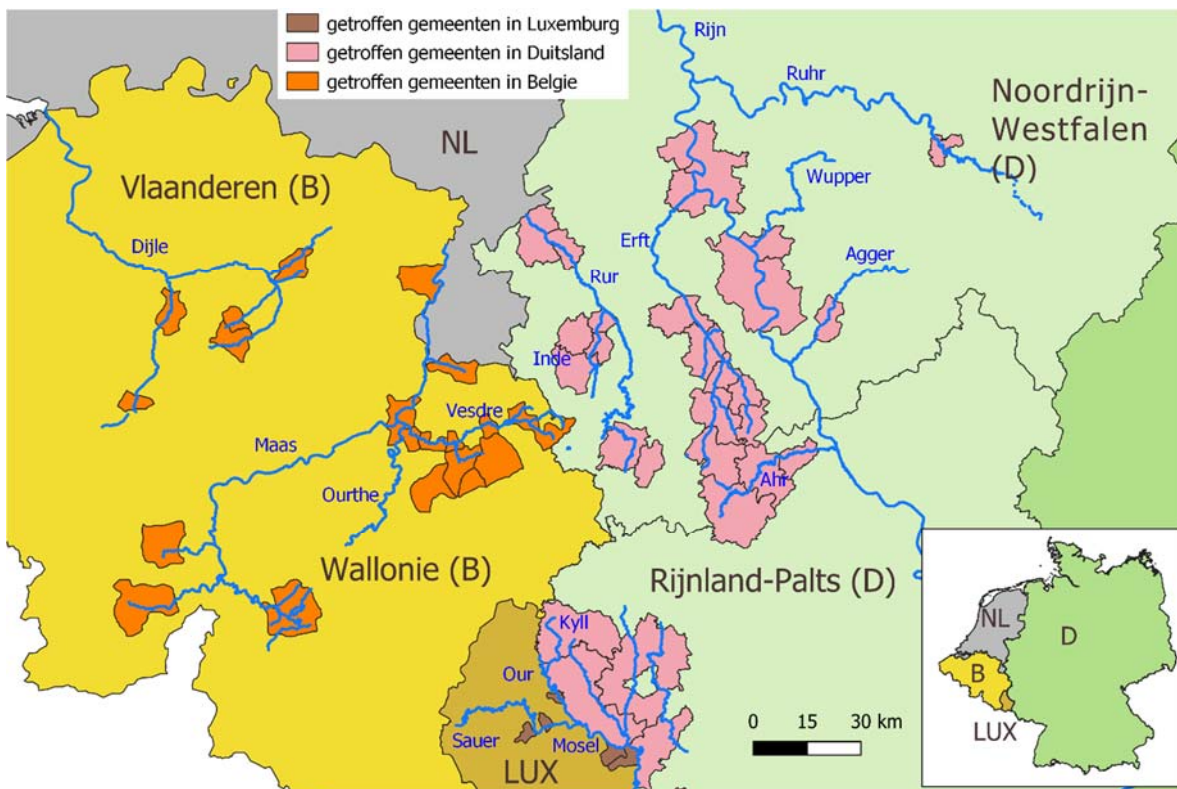 getroffen gemeenten in Luxemburg
getroffen gemeenten in Duitsland
getroffen gemeenten in Belgie
Rijn
Ruhr
Noordrijn-
Westfalen
(D)
NL
Vlaanderen (B)
Wupper
Dijle
Erft
Agger
Rur
Inde
Vesdre
Maas
Ahr
Ourthe
Wallonie (B)
Rijnland-Palts (D)
Kyll
Our
Sauer
Mosel
LUX
0 15 30 km
NL
D
B
LUX